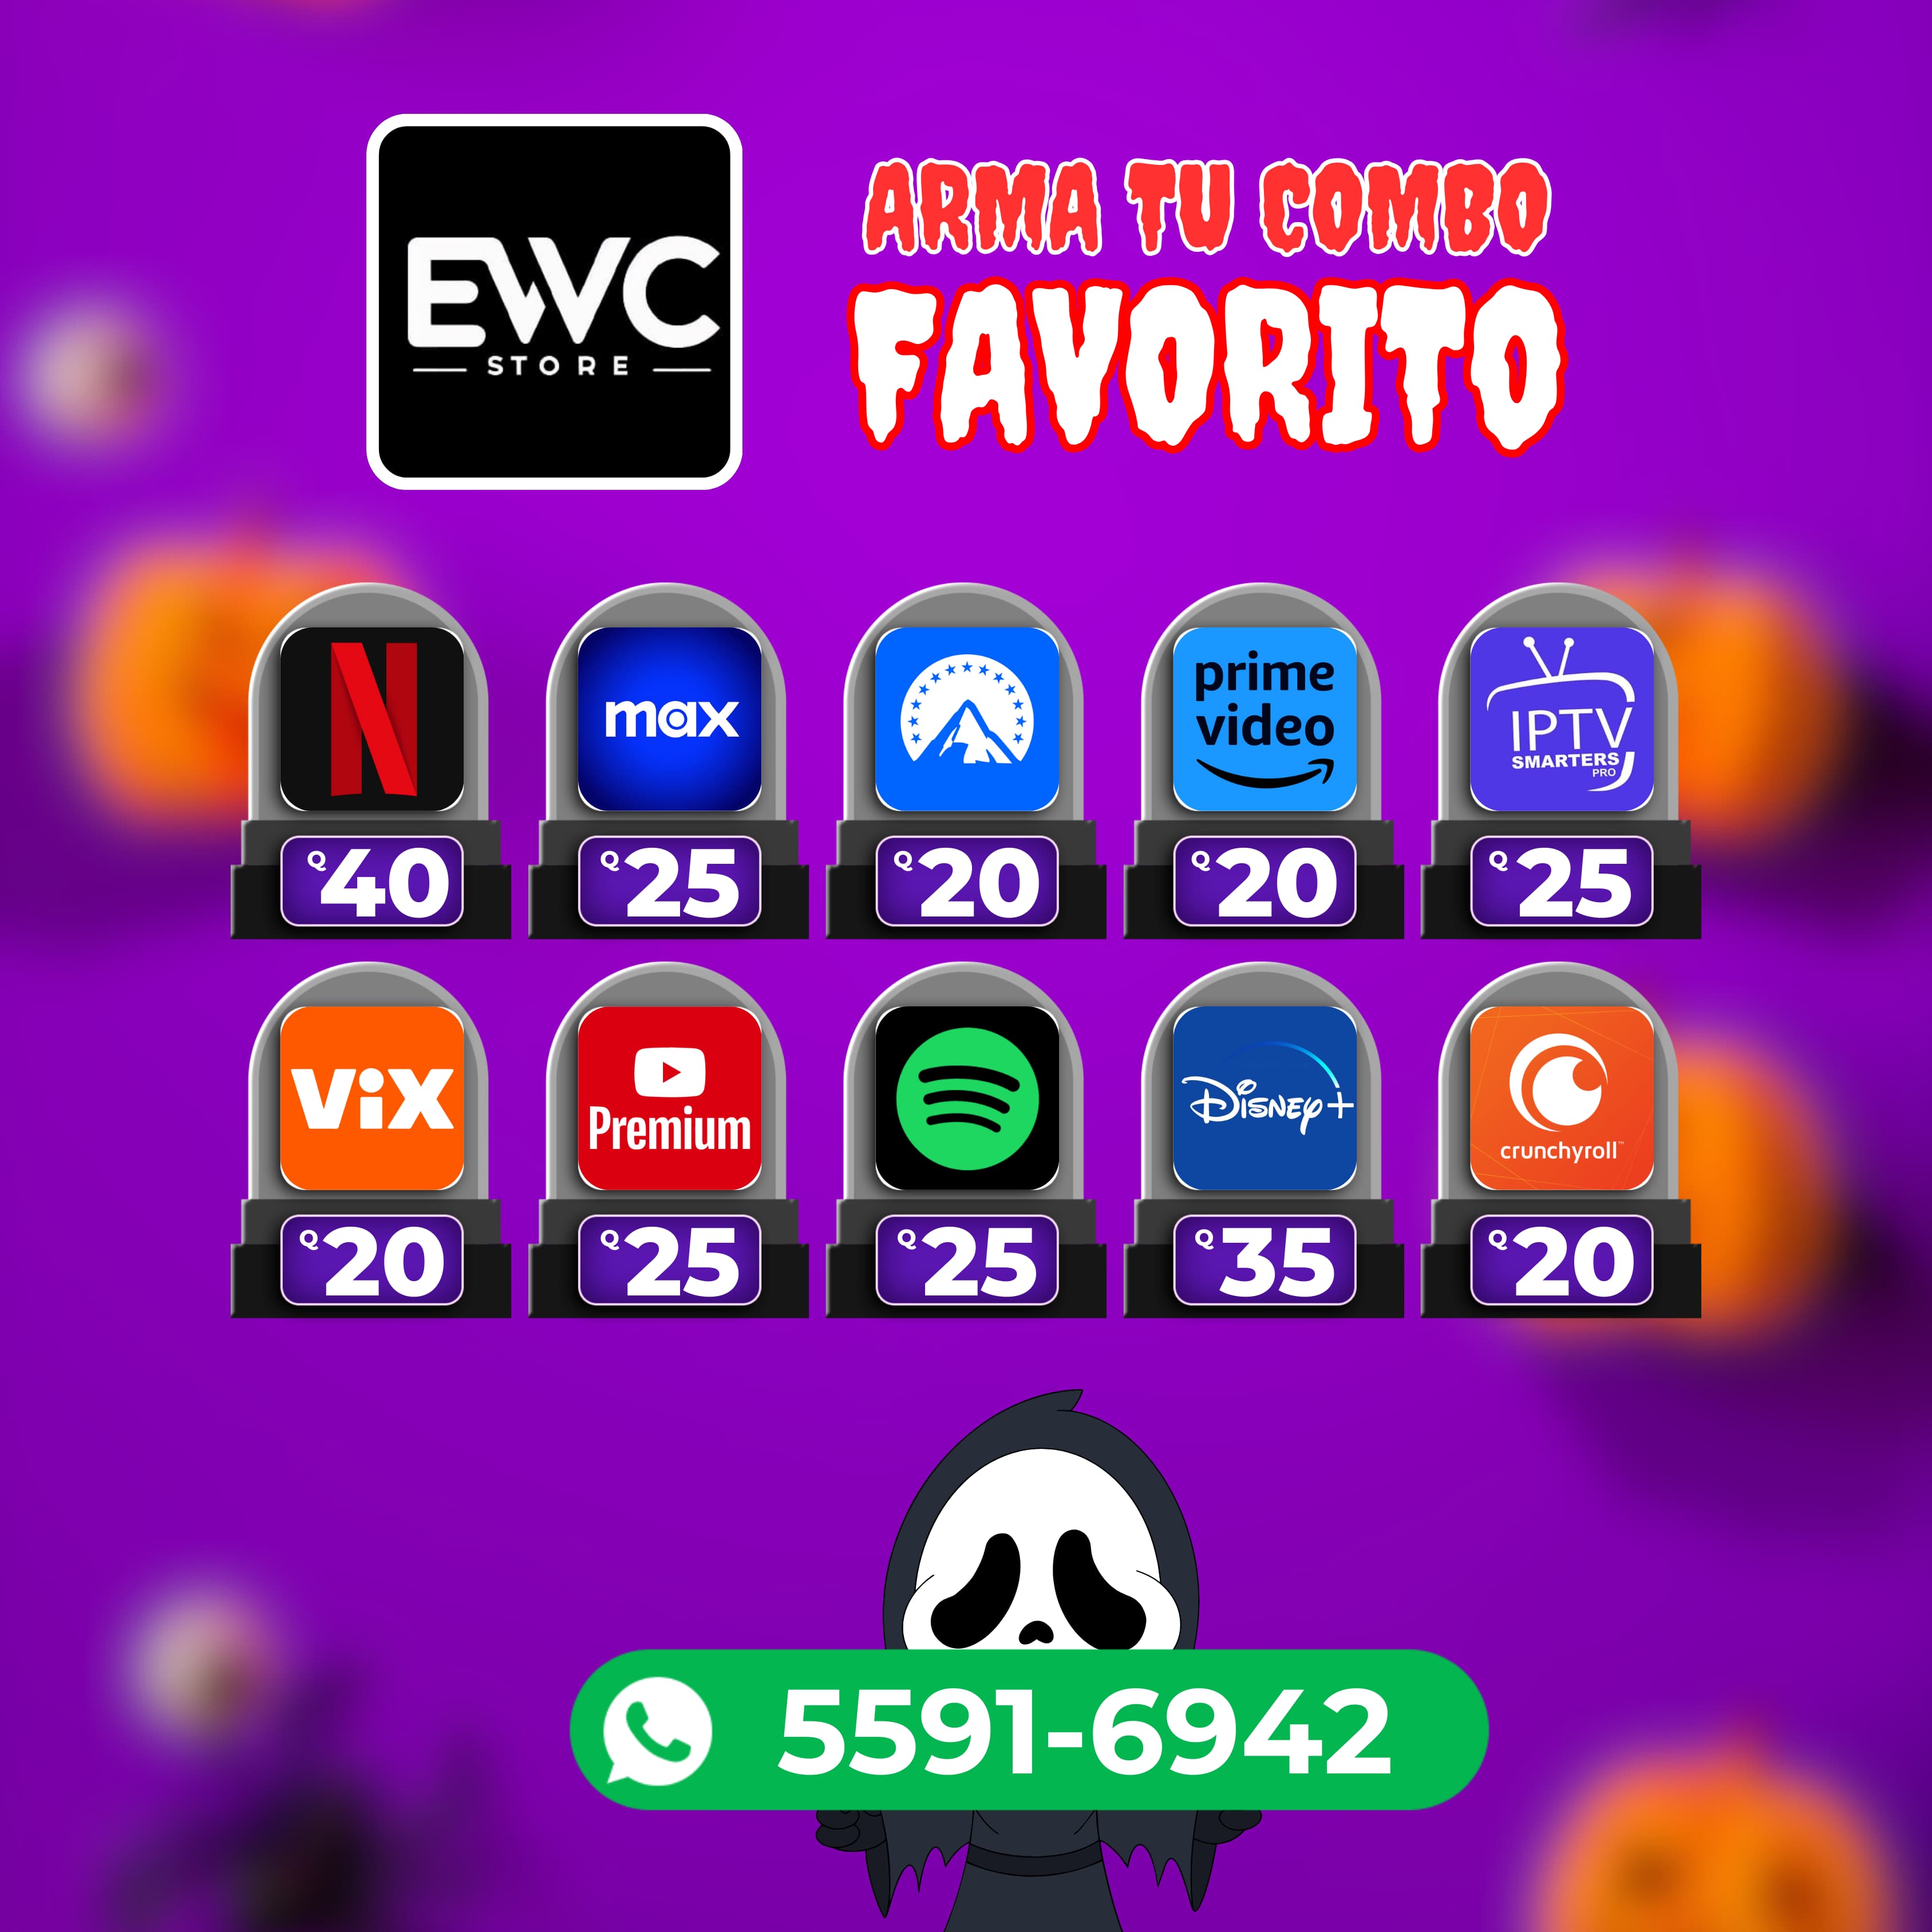 EWC
STORE
ARMA TU COMBO
FAVORITO
N
max
prime
video
IPTV
SMARTERS
PRO
Q40
Q25
Q20
Q20
Q25
ViX
Premium
Disney+
crunchyroll™
Q20
Q25
Q25
Q35
Q20
5591-6942